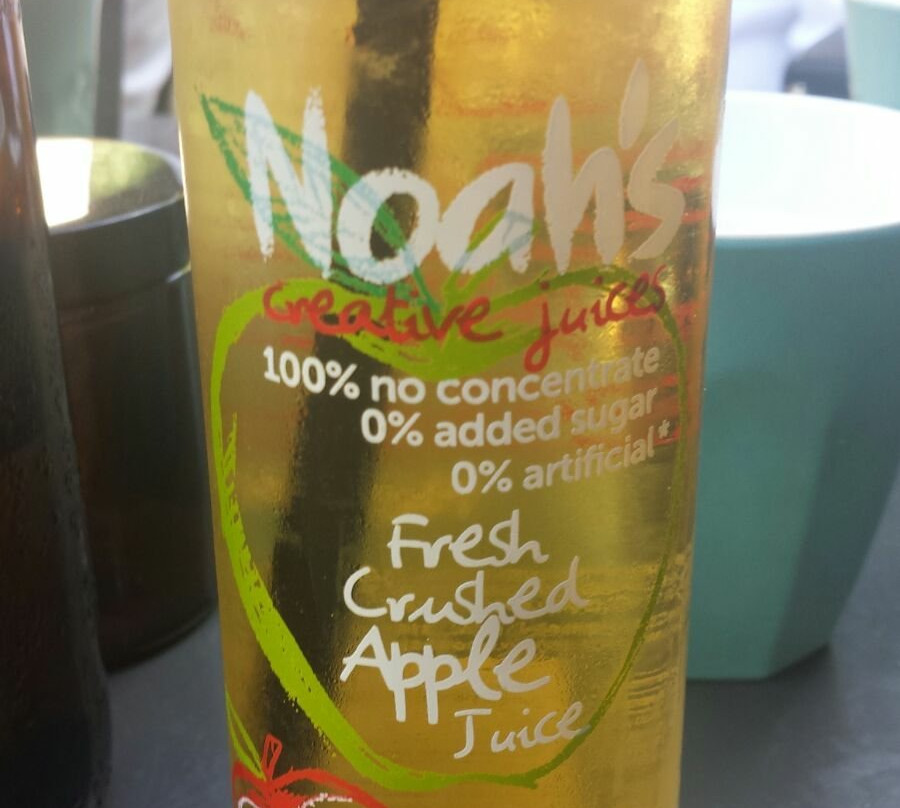 Noah's
creative juices
100% no concentrate
0% added sugar
0% artificial*
Fresh
Crushed
Apple
Juice